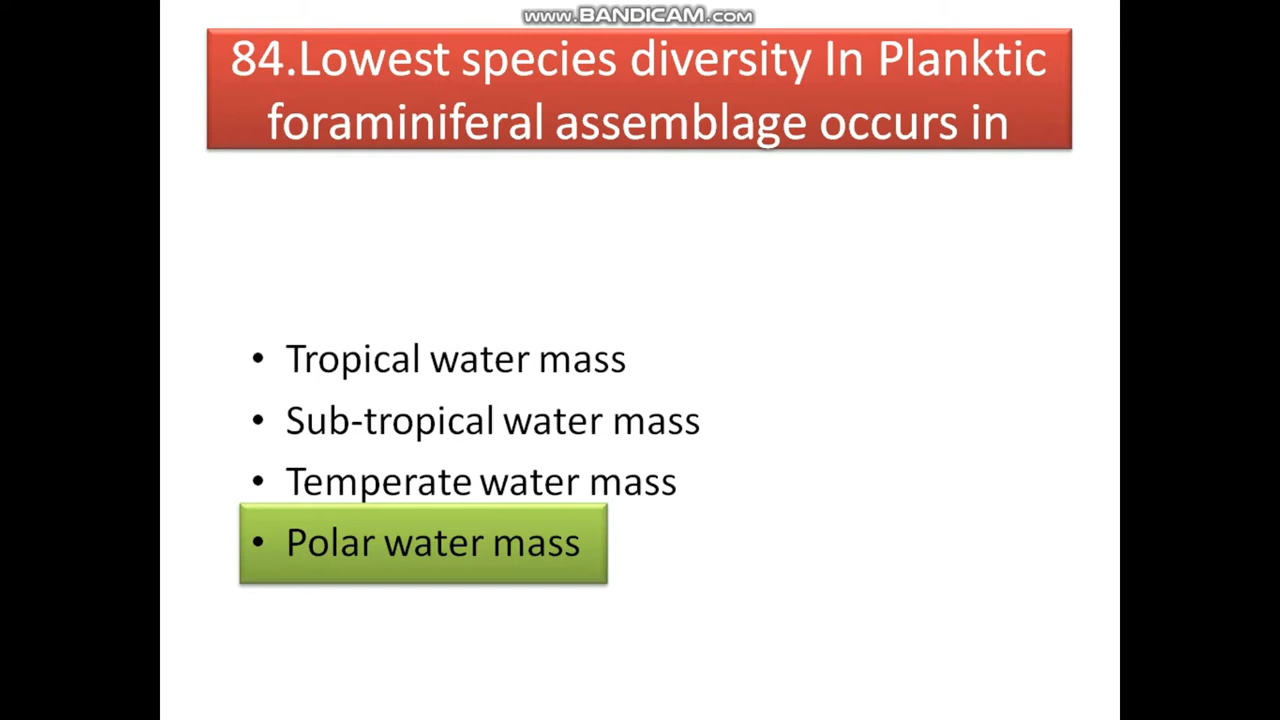 www.BANDICAM.com
84.Lowest species diversity In Planktic
foraminiferal assemblage occurs in
• Tropical water mass
• Sub-tropical water mass
• Temperate water mass
• Polar water mass